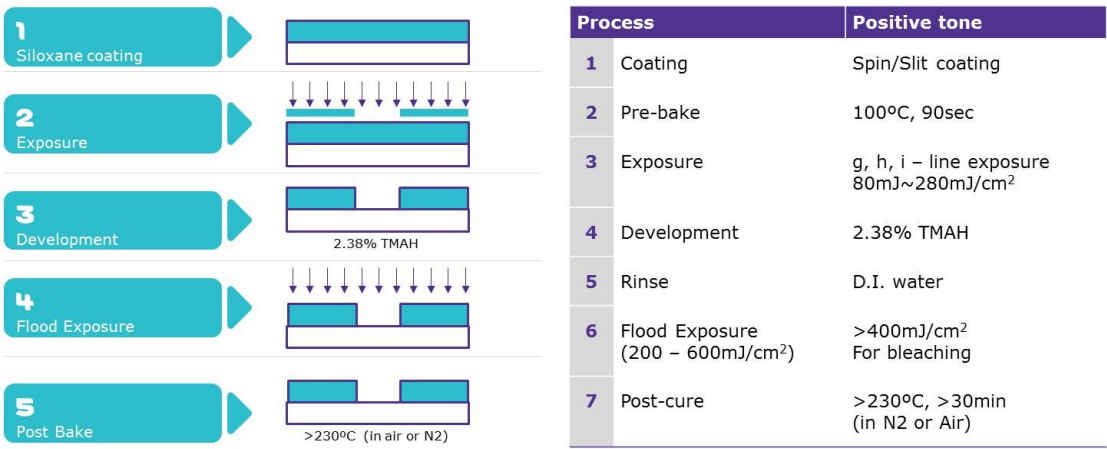 1
Siloxane coating
2
Exposure
3
Development
2.38% TMAH
4
Flood Exposure
5
Post Bake
>230ºC (in air or N2)
Process Positive tone
1 Coating Spin/Slit coating
2 Pre-bake 100ºC, 90sec
3 Exposure g, h, i – line exposure
80mJ~280mJ/cm²
4 Development 2.38% TMAH
5 Rinse D.I. water
6 Flood Exposure >400mJ/cm²
(200 – 600mJ/cm²) For bleaching
7 Post-cure >230ºC, >30min
(in N2 or Air)